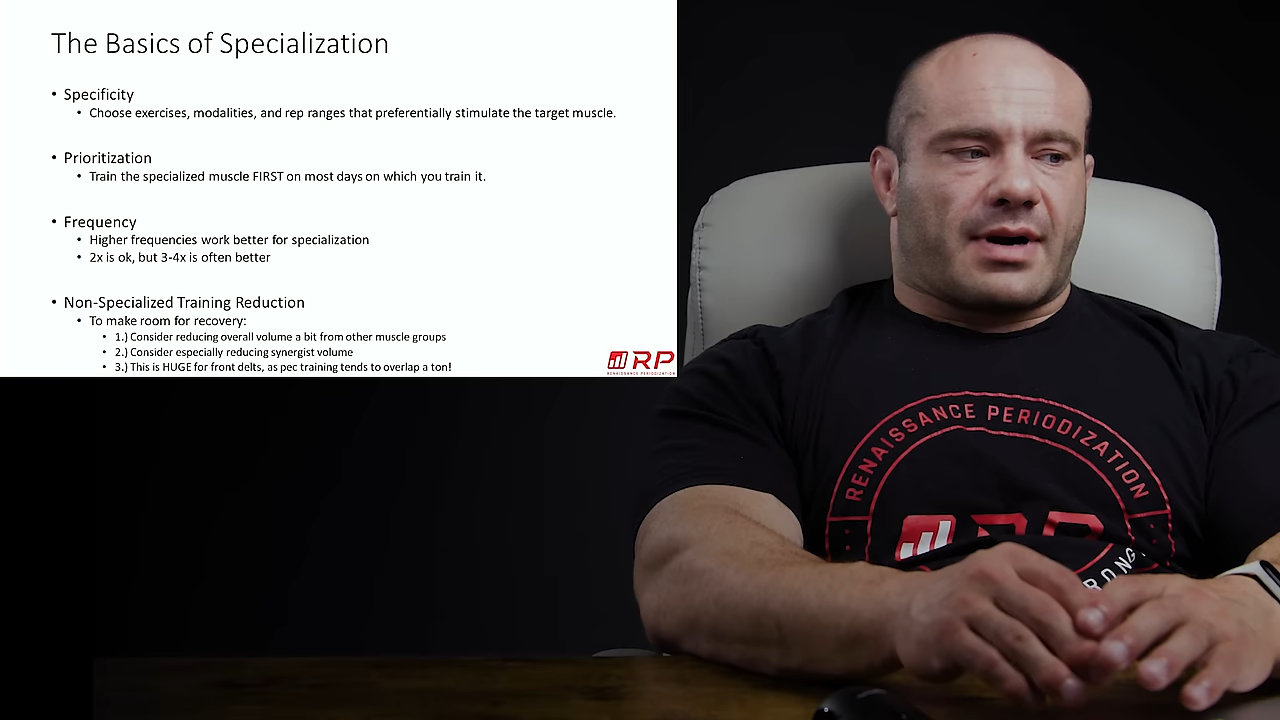 The Basics of Specialization
• Specificity
• Choose exercises, modalities, and rep ranges that preferentially stimulate the target muscle.
• Prioritization
• Train the specialized muscle FIRST on most days on which you train it.
• Frequency
• Higher frequencies work better for specialization
• 2x is ok, but 3-4x is often better
• Non-Specialized Training Reduction
• To make room for recovery:
• 1.) Consider reducing overall volume a bit from other muscle groups
• 2.) Consider especially reducing synergist volume
• 3.) This is HUGE for front delts, as pec training tends to overlap a ton!
RP
RENAISSANCE PERIODIZATION
RENAISSANCE PERIODIZATION
RP